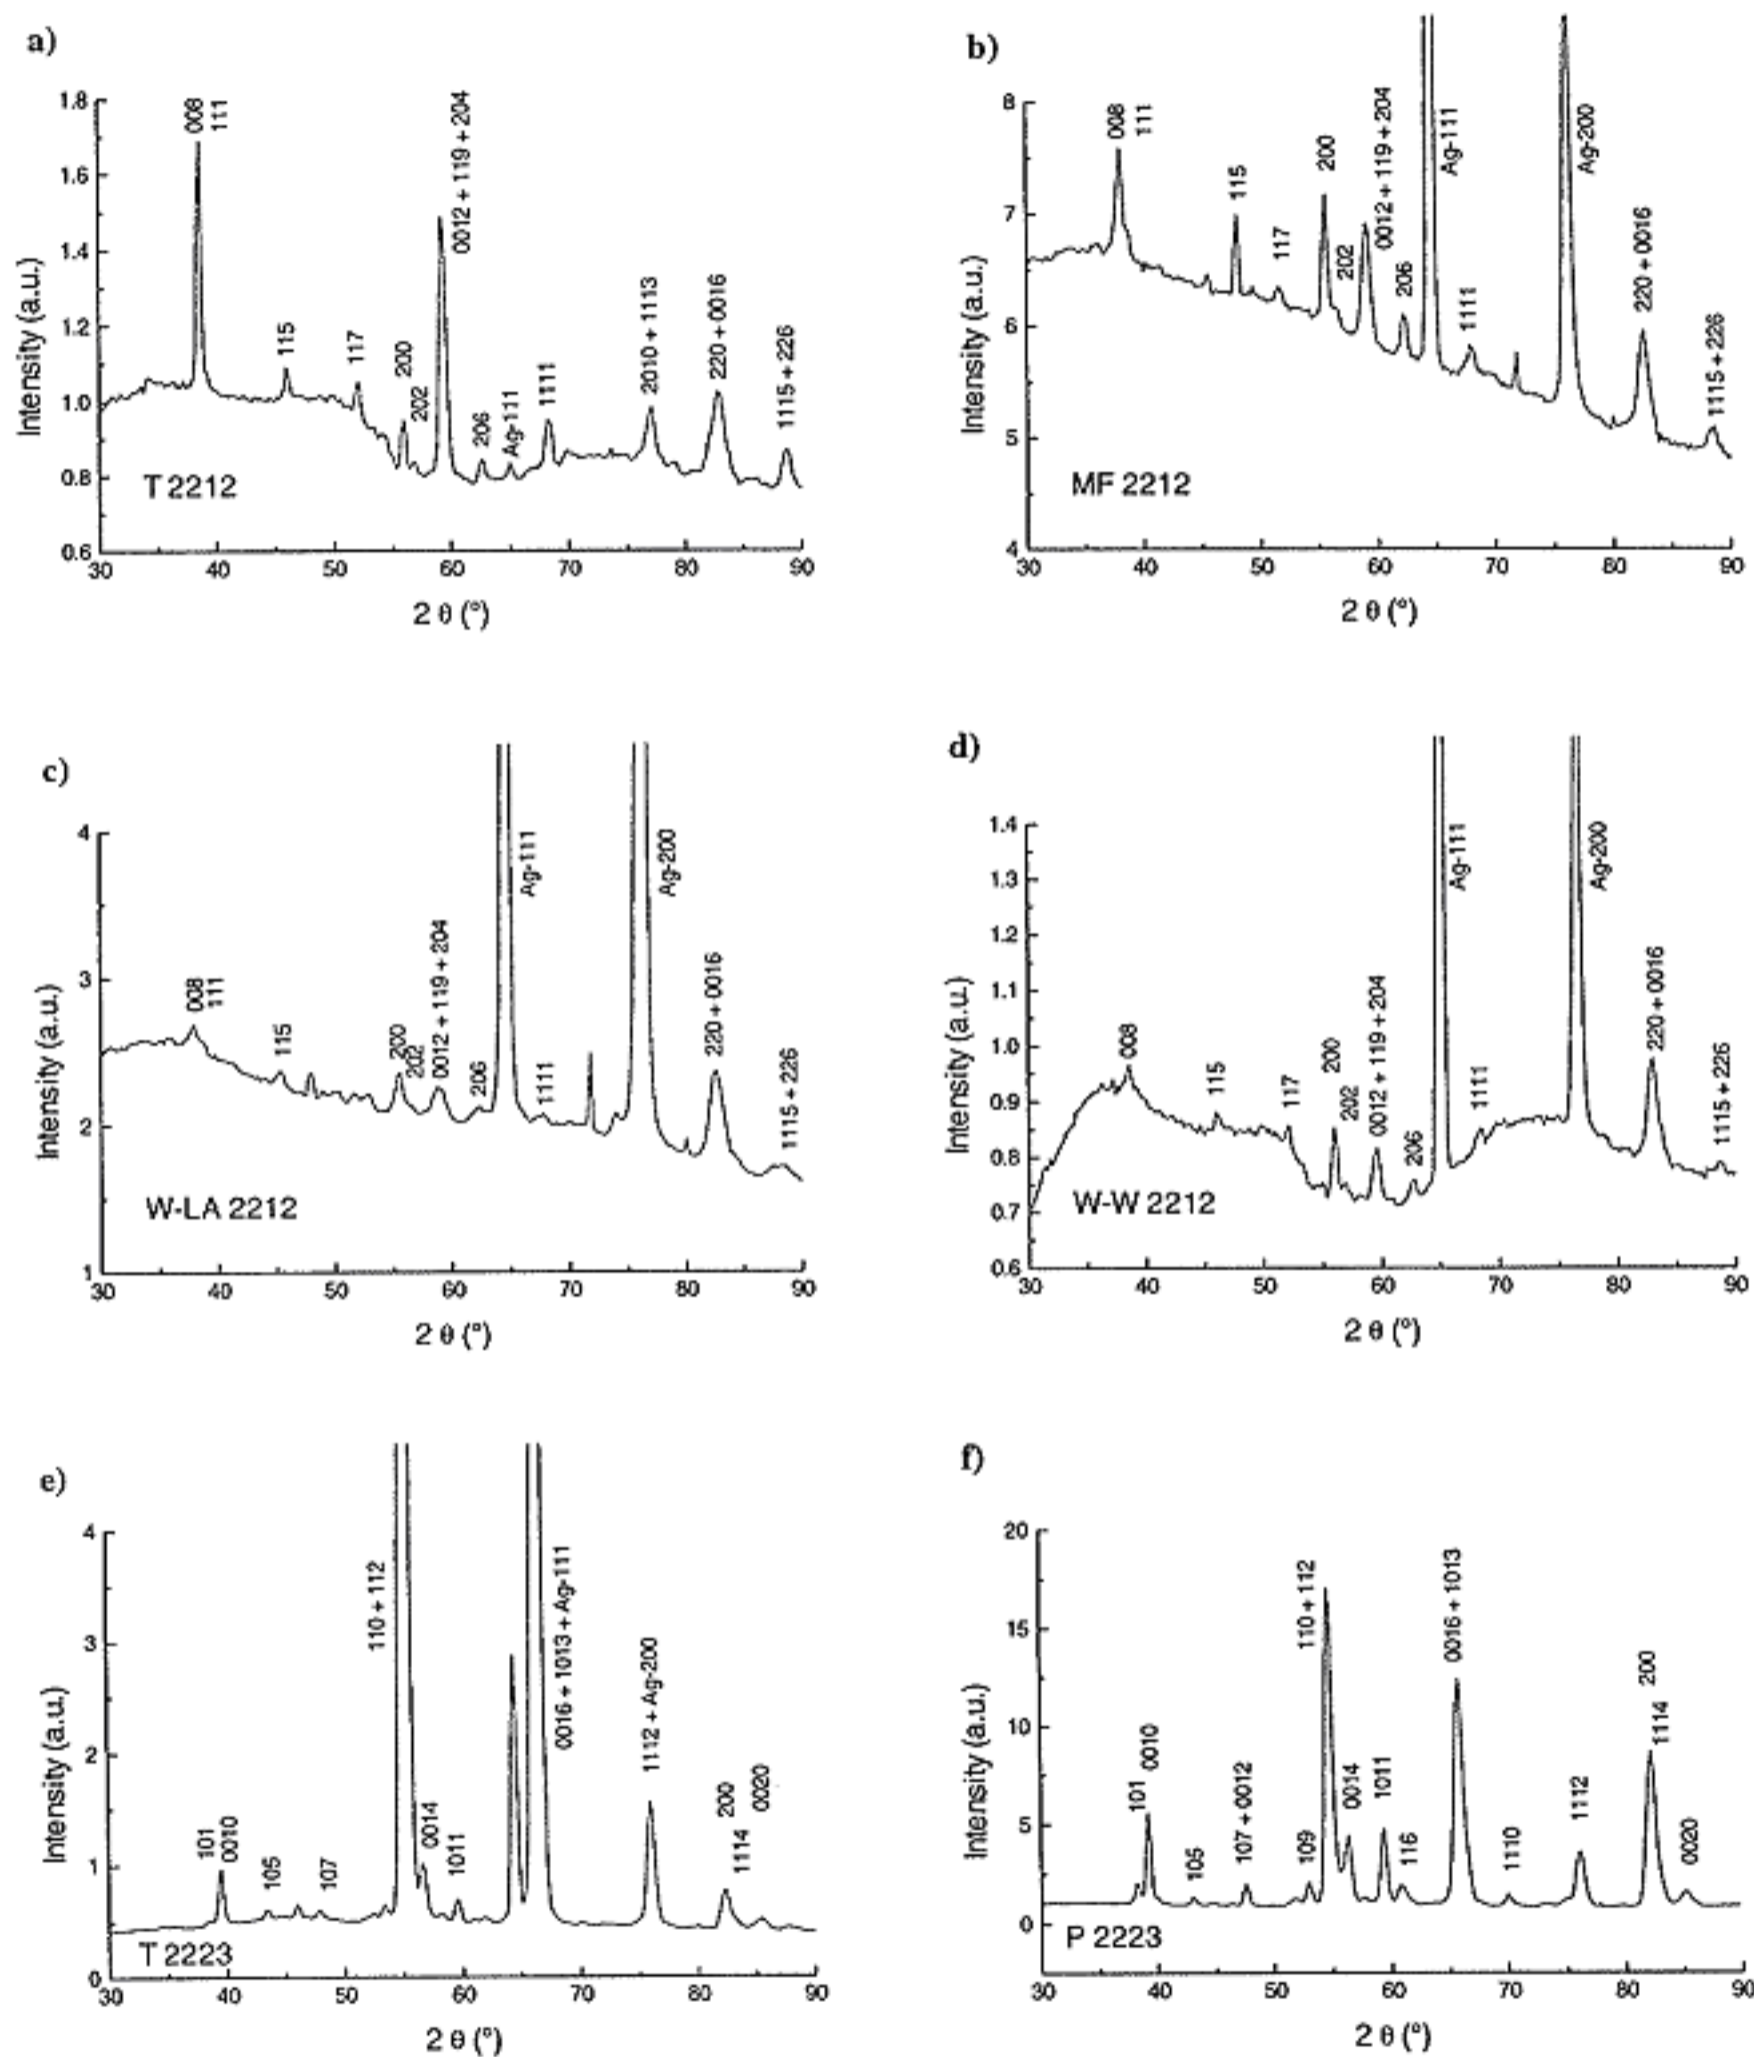 a)
1.8
1.6
1.4
1.2
1.0
0.8
0.6
Intensity (a.u.)
008
111
115
117
200
202
0012 + 119 + 204
206
Ag-111
1111
2010 + 1113
220 + 0016
1115 + 226
T 2212
30 40 50 60 70 80 90
2 θ (°)
b)
8
7
6
5
4
Intensity (a.u.)
008
111
115
117
200
202
0012 + 119 + 204
206
Ag-111
1111
Ag-200
220 + 0016
1115 + 226
MF 2212
30 40 50 60 70 80 90
2 θ (°)
c)
4
3
2
1
Intensity (a.u.)
008
111
115
200
202
0012 + 119 + 204
206
Ag-111
1111
Ag-200
220 + 0016
1115 + 226
W-LA 2212
30 40 50 60 70 80 90
2 θ (°)
d)
1.4
1.3
1.2
1.1
1.0
0.9
0.8
0.7
0.6
Intensity (a.u.)
008
115
117
200
202
0012 + 119 + 204
206
Ag-111
1111
Ag-200
220 + 0016
1115 + 226
W-W 2212
30 40 50 60 70 80 90
2 θ (°)
e)
4
3
2
1
0
Intensity (a.u.)
101
0010
105
107
110 + 112
0014
1011
0016 + 1013 + Ag-111
1112 + Ag-200
200
1114
0020
T 2223
30 40 50 60 70 80 90
2 θ (°)
f)
20
15
10
5
0
Intensity (a.u.)
101
0010
105
107 + 0012
109
110 + 112
0014
1011
116
0016 + 1013
1110
1112
200
1114
0020
P 2223
30 40 50 60 70 80 90
2 θ (°)